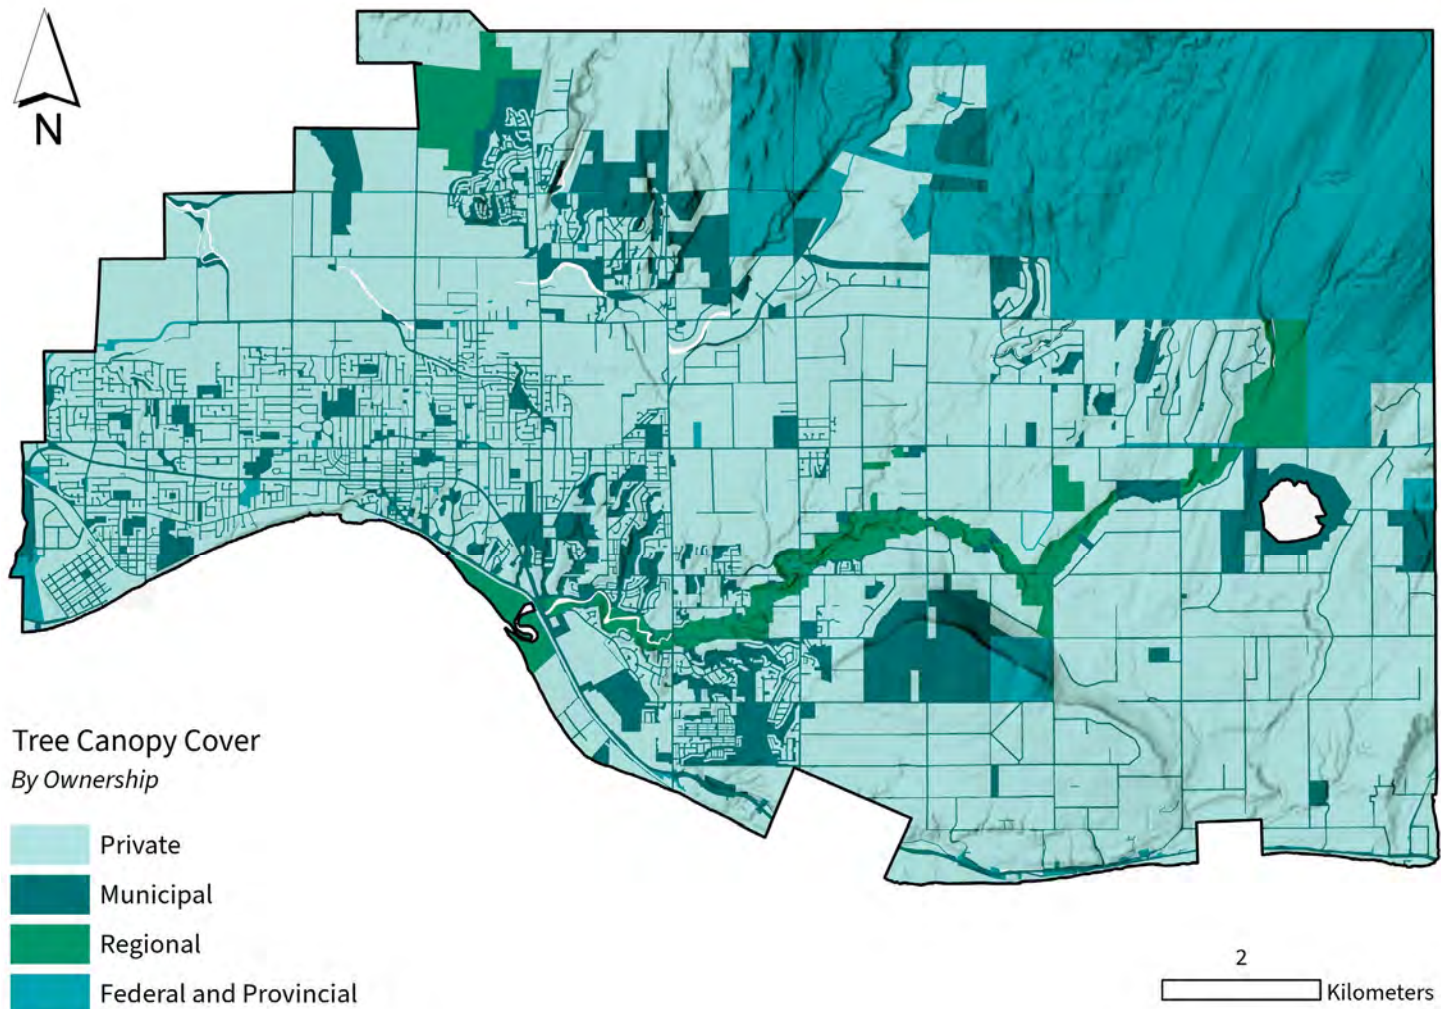 N
Tree Canopy Cover
By Ownership
Private
Municipal
Regional
Federal and Provincial
2
Kilometers